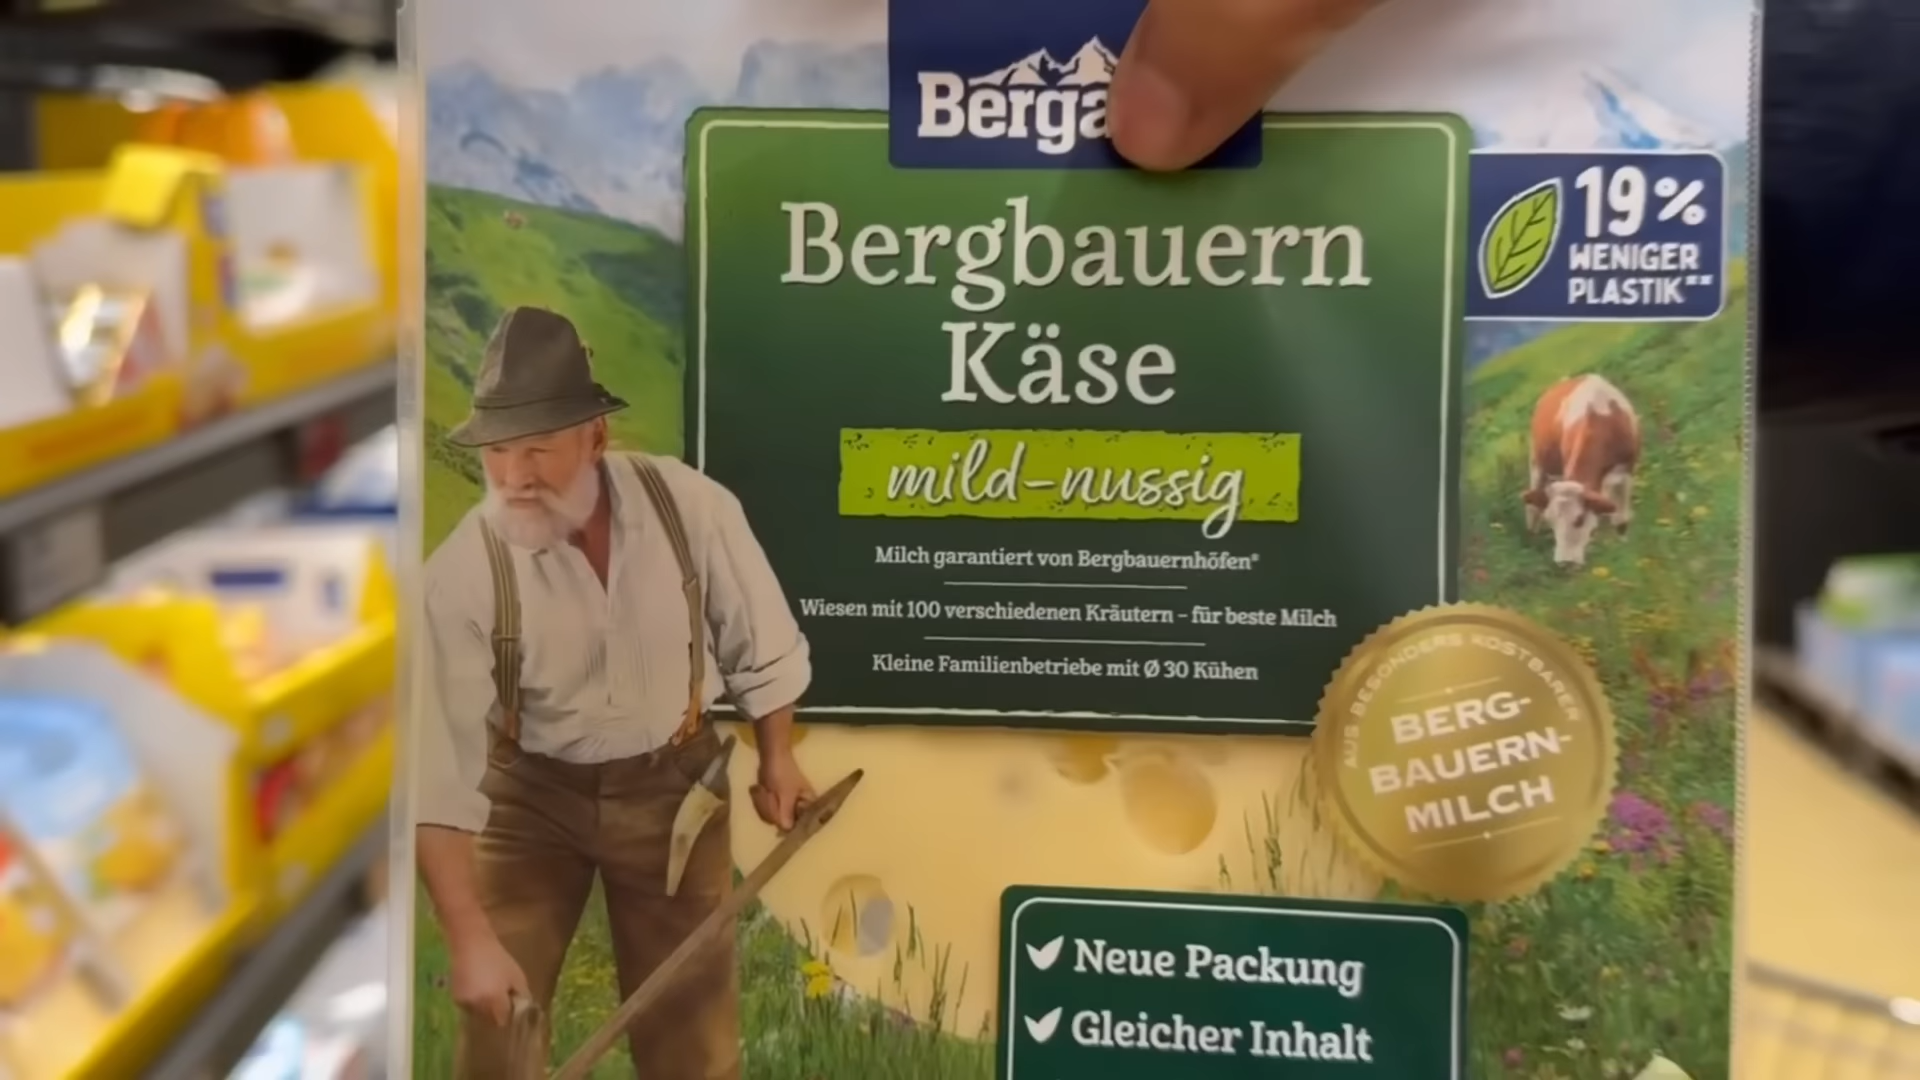 Berga
Bergbauern
Käse
mild-nussig
Milch garantiert von Bergbauernhöfen*
Wiesen mit 100 verschiedenen Kräutern – für beste Milch
Kleine Familienbetriebe mit Ø 30 Kühen
19%
WENIGER
PLASTIK**
AUS BESONDERS KOSTBARER
BERG-
BAUERN-
MILCH
Neue Packung
Gleicher Inhalt